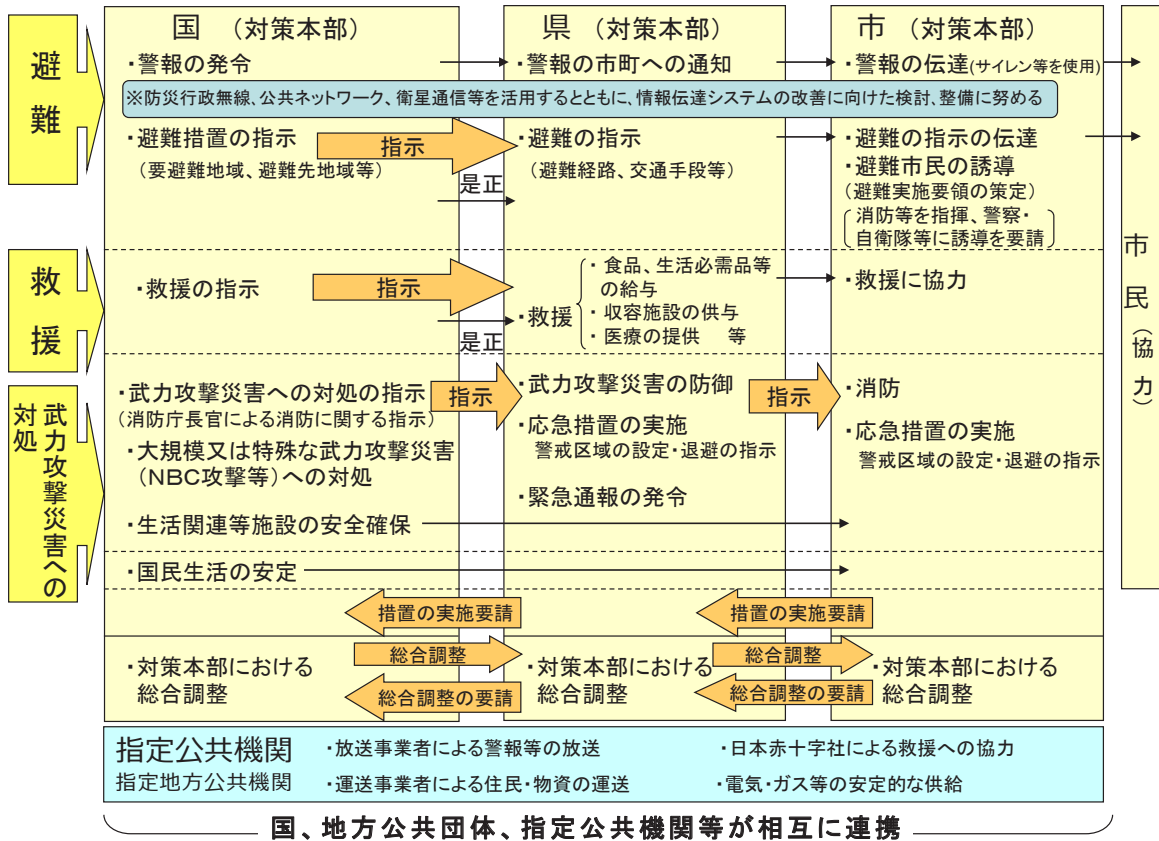 避難
救援
武力攻撃災害への
対処
国 (対策本部)
・警報の発令
県 (対策本部)
・警報の市町への通知
市 (対策本部)
・警報の伝達(サイレン等を使用)
※防災行政無線、公共ネットワーク、衛星通信等を活用するとともに、情報伝達システムの改善に向けた検討、整備に努める
・避難措置の指示
(要避難地域、避難先地域等)
指示
是正
・避難の指示
(避難経路、交通手段等)
・避難の指示の伝達
・避難市民の誘導
(避難実施要領の策定)
消防等を指揮、警察・
自衛隊等に誘導を要請
・救援の指示
指示
是正
・救援
・食品、生活必需品等
の給与
・収容施設の供与
・医療の提供 等
・救援に協力
・武力攻撃災害への対処の指示
(消防庁長官による消防に関する指示)
・大規模又は特殊な武力攻撃災害
(NBC攻撃等)への対処
指示
・武力攻撃災害の防御
・応急措置の実施
警戒区域の設定・退避の指示
・緊急通報の発令
指示
・消防
・応急措置の実施
警戒区域の設定・退避の指示
・生活関連等施設の安全確保
・国民生活の安定
措置の実施要請
措置の実施要請
・対策本部における
総合調整
総合調整
総合調整の要請
・対策本部における
総合調整
総合調整
総合調整の要請
・対策本部における
総合調整
市民(協力)
指定公共機関
指定地方公共機関
・放送事業者による警報等の放送
・日本赤十字社による救援への協力
・運送事業者による住民・物資の運送
・電気・ガス等の安定的な供給
国、地方公共団体、指定公共機関等が相互に連携